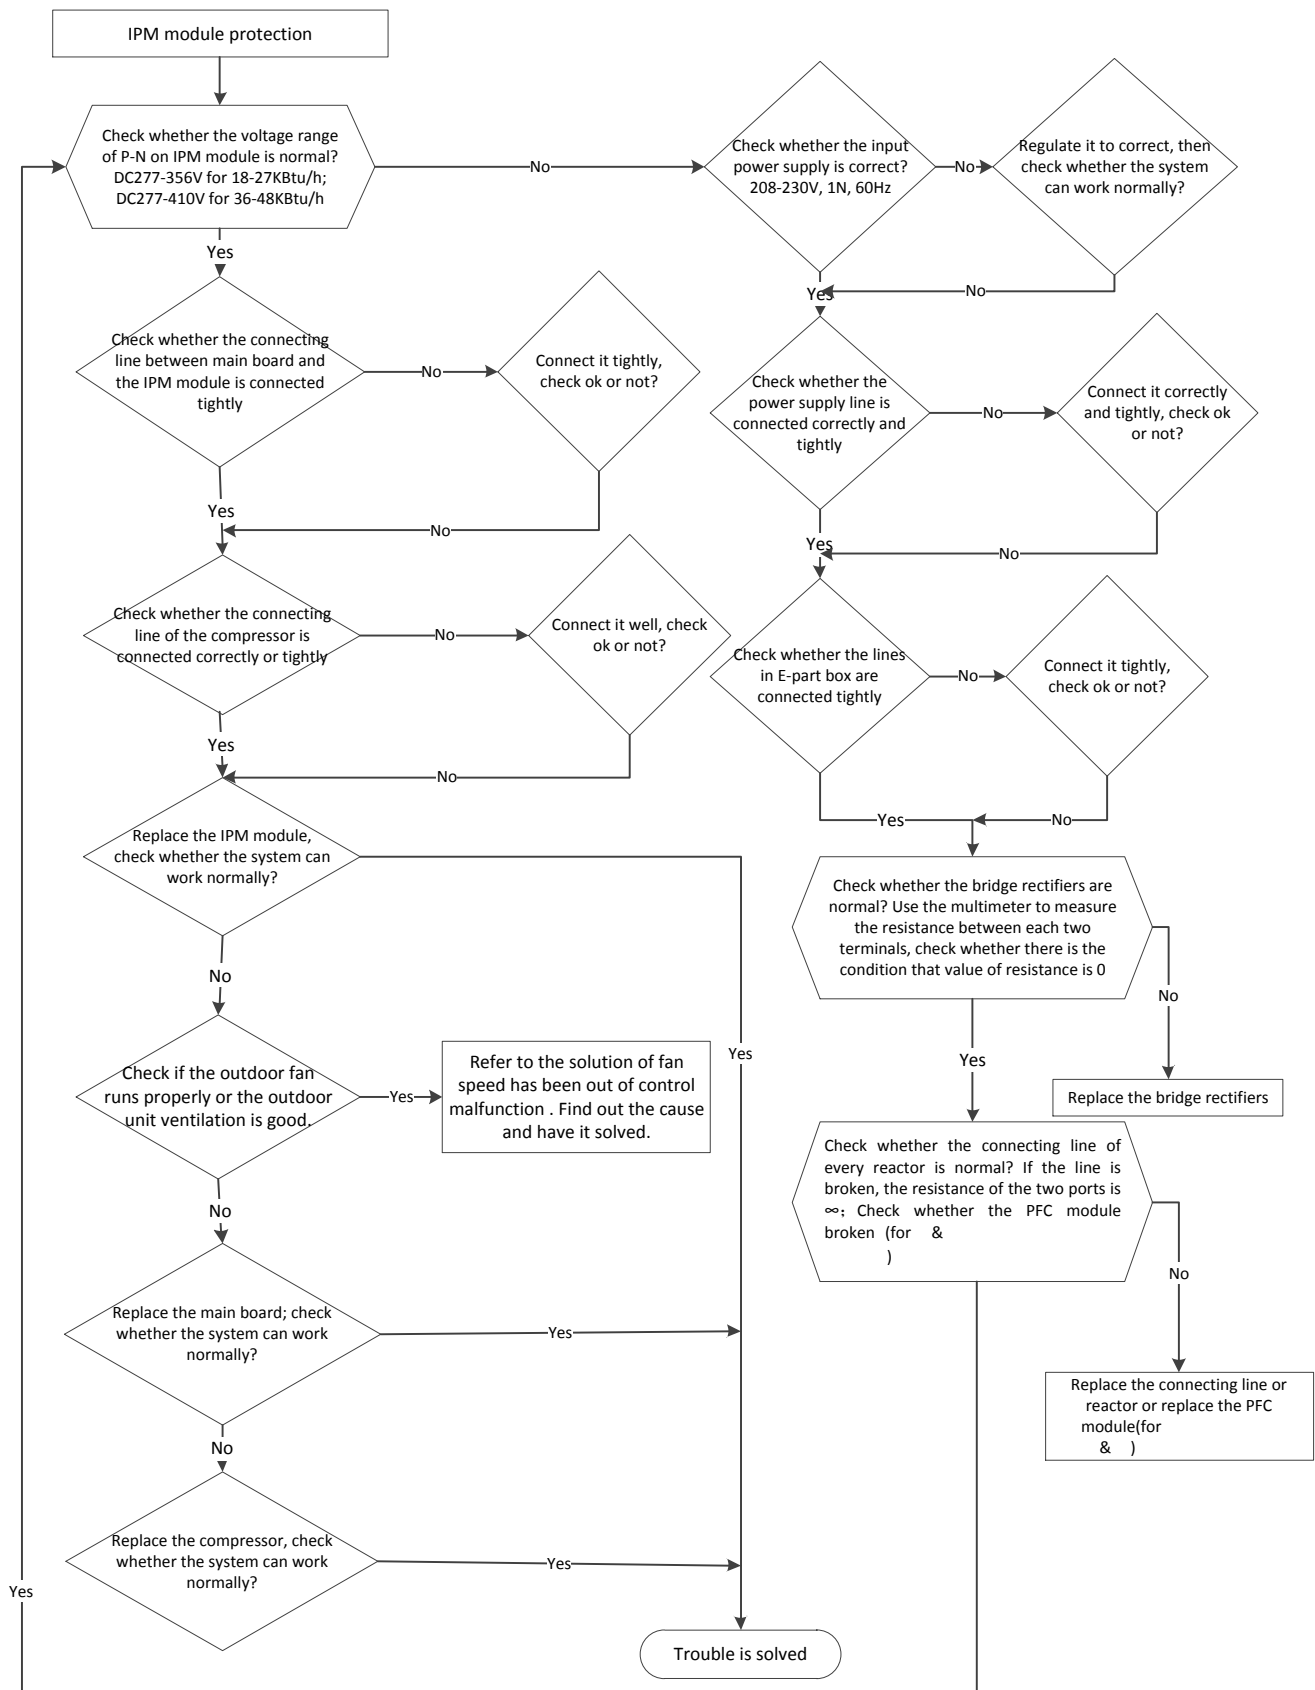 IPM module protection
Check whether the voltage range
of P-N on IPM module is normal?
DC277-356V for 18-27KBtu/h;
DC277-410V for 36-48KBtu/h
No
Check whether the input
power supply is correct?
208-230V, 1N, 60Hz
No
Regulate it to correct, then
check whether the system
can work normally?
Yes
Yes
No
Check whether the connecting
line between main board and
the IPM module is connected
tightly
No
Connect it tightly,
check ok or not?
Check whether the
power supply line is
connected correctly and
tightly
No
Connect it correctly
and tightly, check ok
or not?
Yes
No
Yes
No
Check whether the connecting
line of the compressor is
connected correctly or tightly
No
Connect it well, check
ok or not?
Check whether the lines
in E-part box are
connected tightly
No
Connect it tightly,
check ok or not?
Yes
No
Yes
No
Replace the IPM module,
check whether the system can
work normally?
Check whether the bridge rectifiers are
normal? Use the multimeter to measure
the resistance between each two
terminals, check whether there is the
condition that value of resistance is 0
No
No
Yes
Yes
Check if the outdoor fan
runs properly or the outdoor
unit ventilation is good.
Yes
Refer to the solution of fan
speed has been out of control
malfunction . Find out the cause
and have it solved.
Replace the bridge rectifiers
Check whether the connecting line of
every reactor is normal? If the line is
broken, the resistance of the two ports is
∞; Check whether the PFC module
broken (for &
)
No
No
Replace the main board; check
whether the system can work
normally?
Yes
Replace the connecting line or
reactor or replace the PFC
module(for
& )
No
Replace the compressor, check
whether the system can work
normally?
Yes
Yes
Trouble is solved